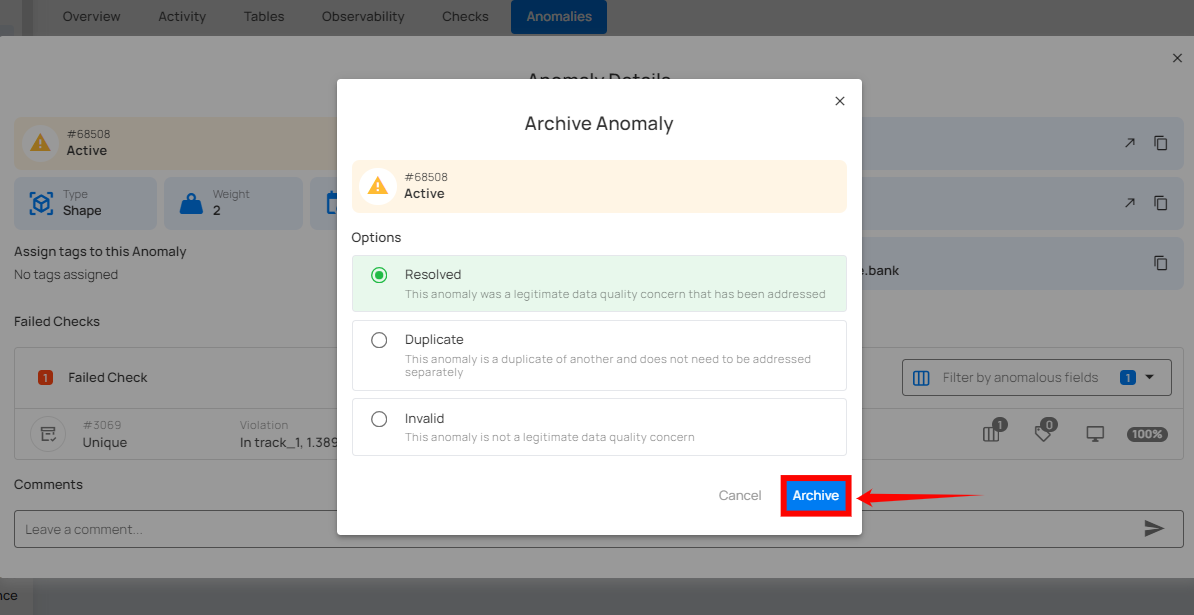 Overview Activity Tables Observability Checks Anomalies
Anomaly Details
Archive Anomaly
#68508
Active
#68508
Active
Type
Shape
Weight
2
Options
Assign tags to this Anomaly
No tags assigned
e.bank
Resolved
This anomaly was a legitimate data quality concern that has been addressed
Duplicate
This anomaly is a duplicate of another and does not need to be addressed
separately
Invalid
This anomaly is not a legitimate data quality concern
Cancel
Archive
Failed Checks
1 Failed Check
Filter by anomalous fields 1
#3069
Unique
Violation
In track_1, 1.389
1
0
100%
Comments
Leave a comment...
nce